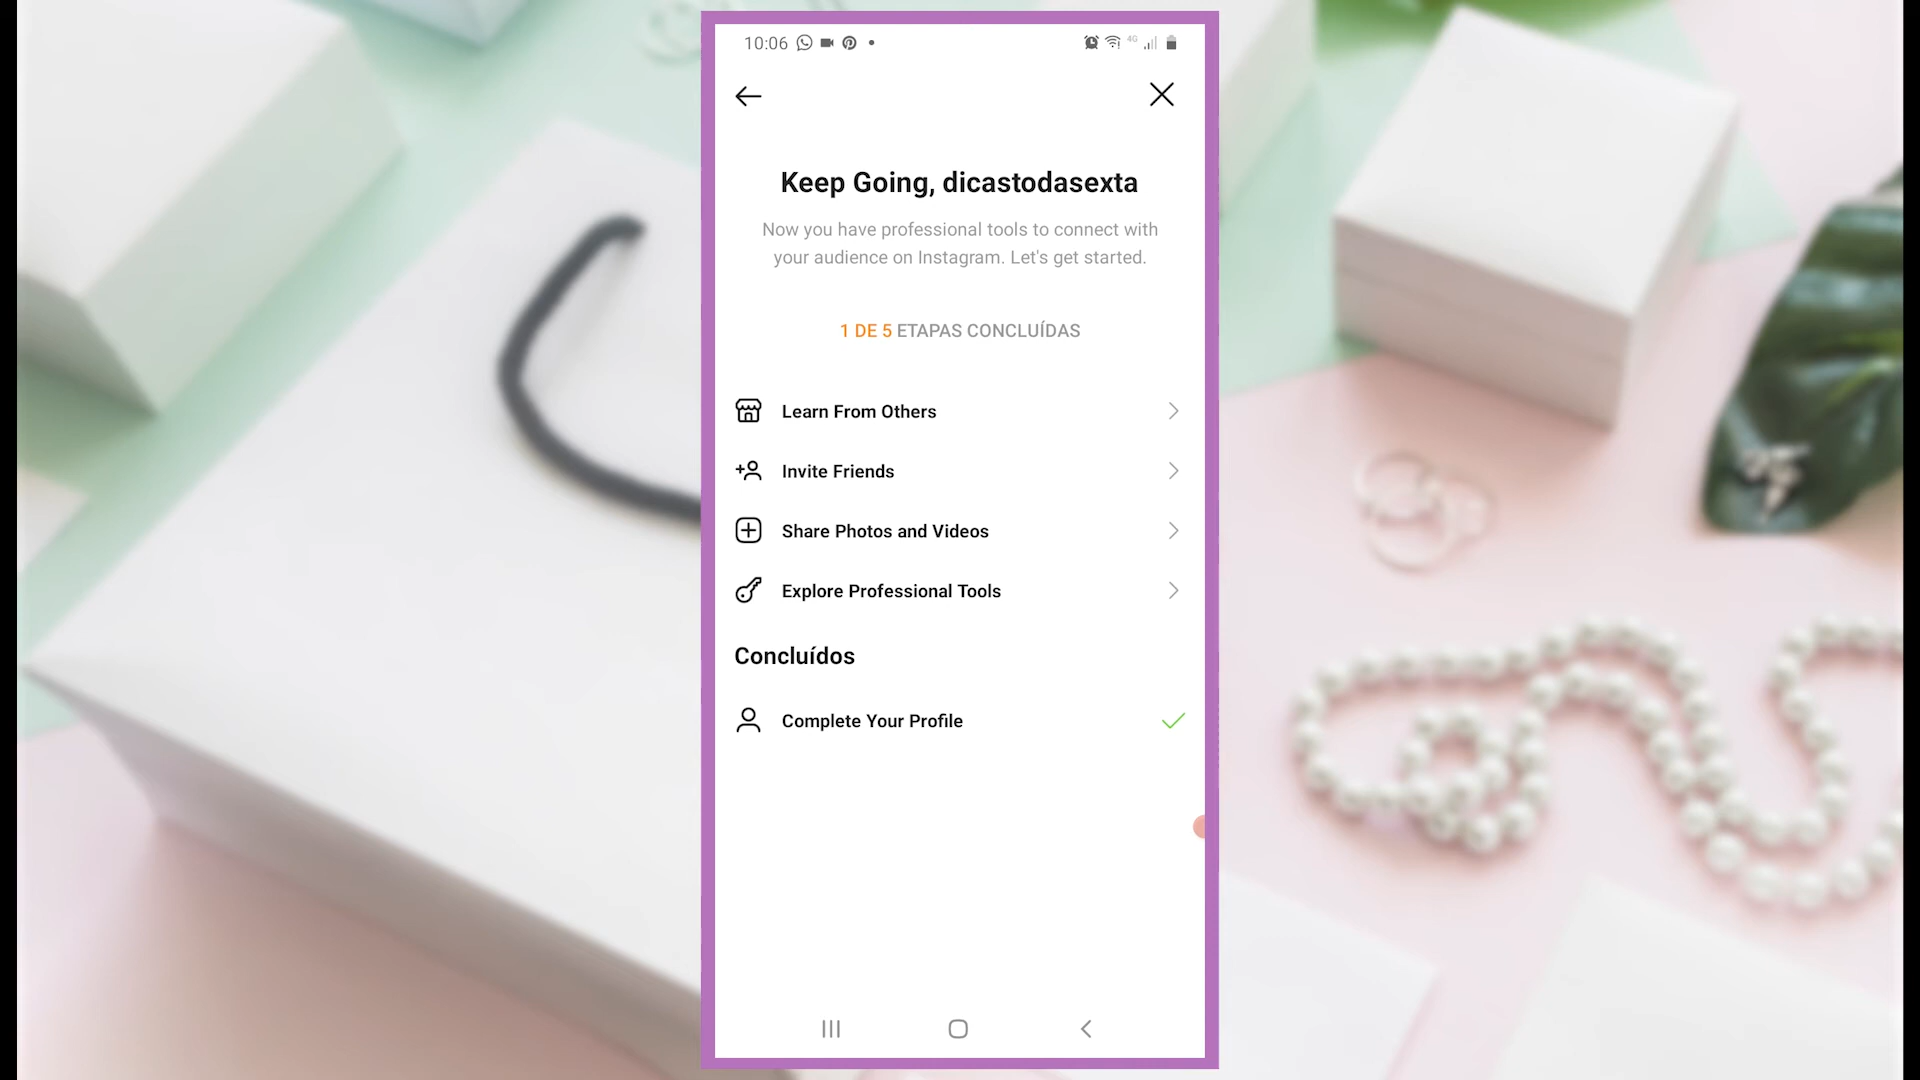 10:06
4G
Keep Going, dicastodasexta
Now you have professional tools to connect with
your audience on Instagram. Let's get started.
1 DE 5 ETAPAS CONCLUÍDAS
Learn From Others
Invite Friends
Share Photos and Videos
Explore Professional Tools
Concluídos
Complete Your Profile